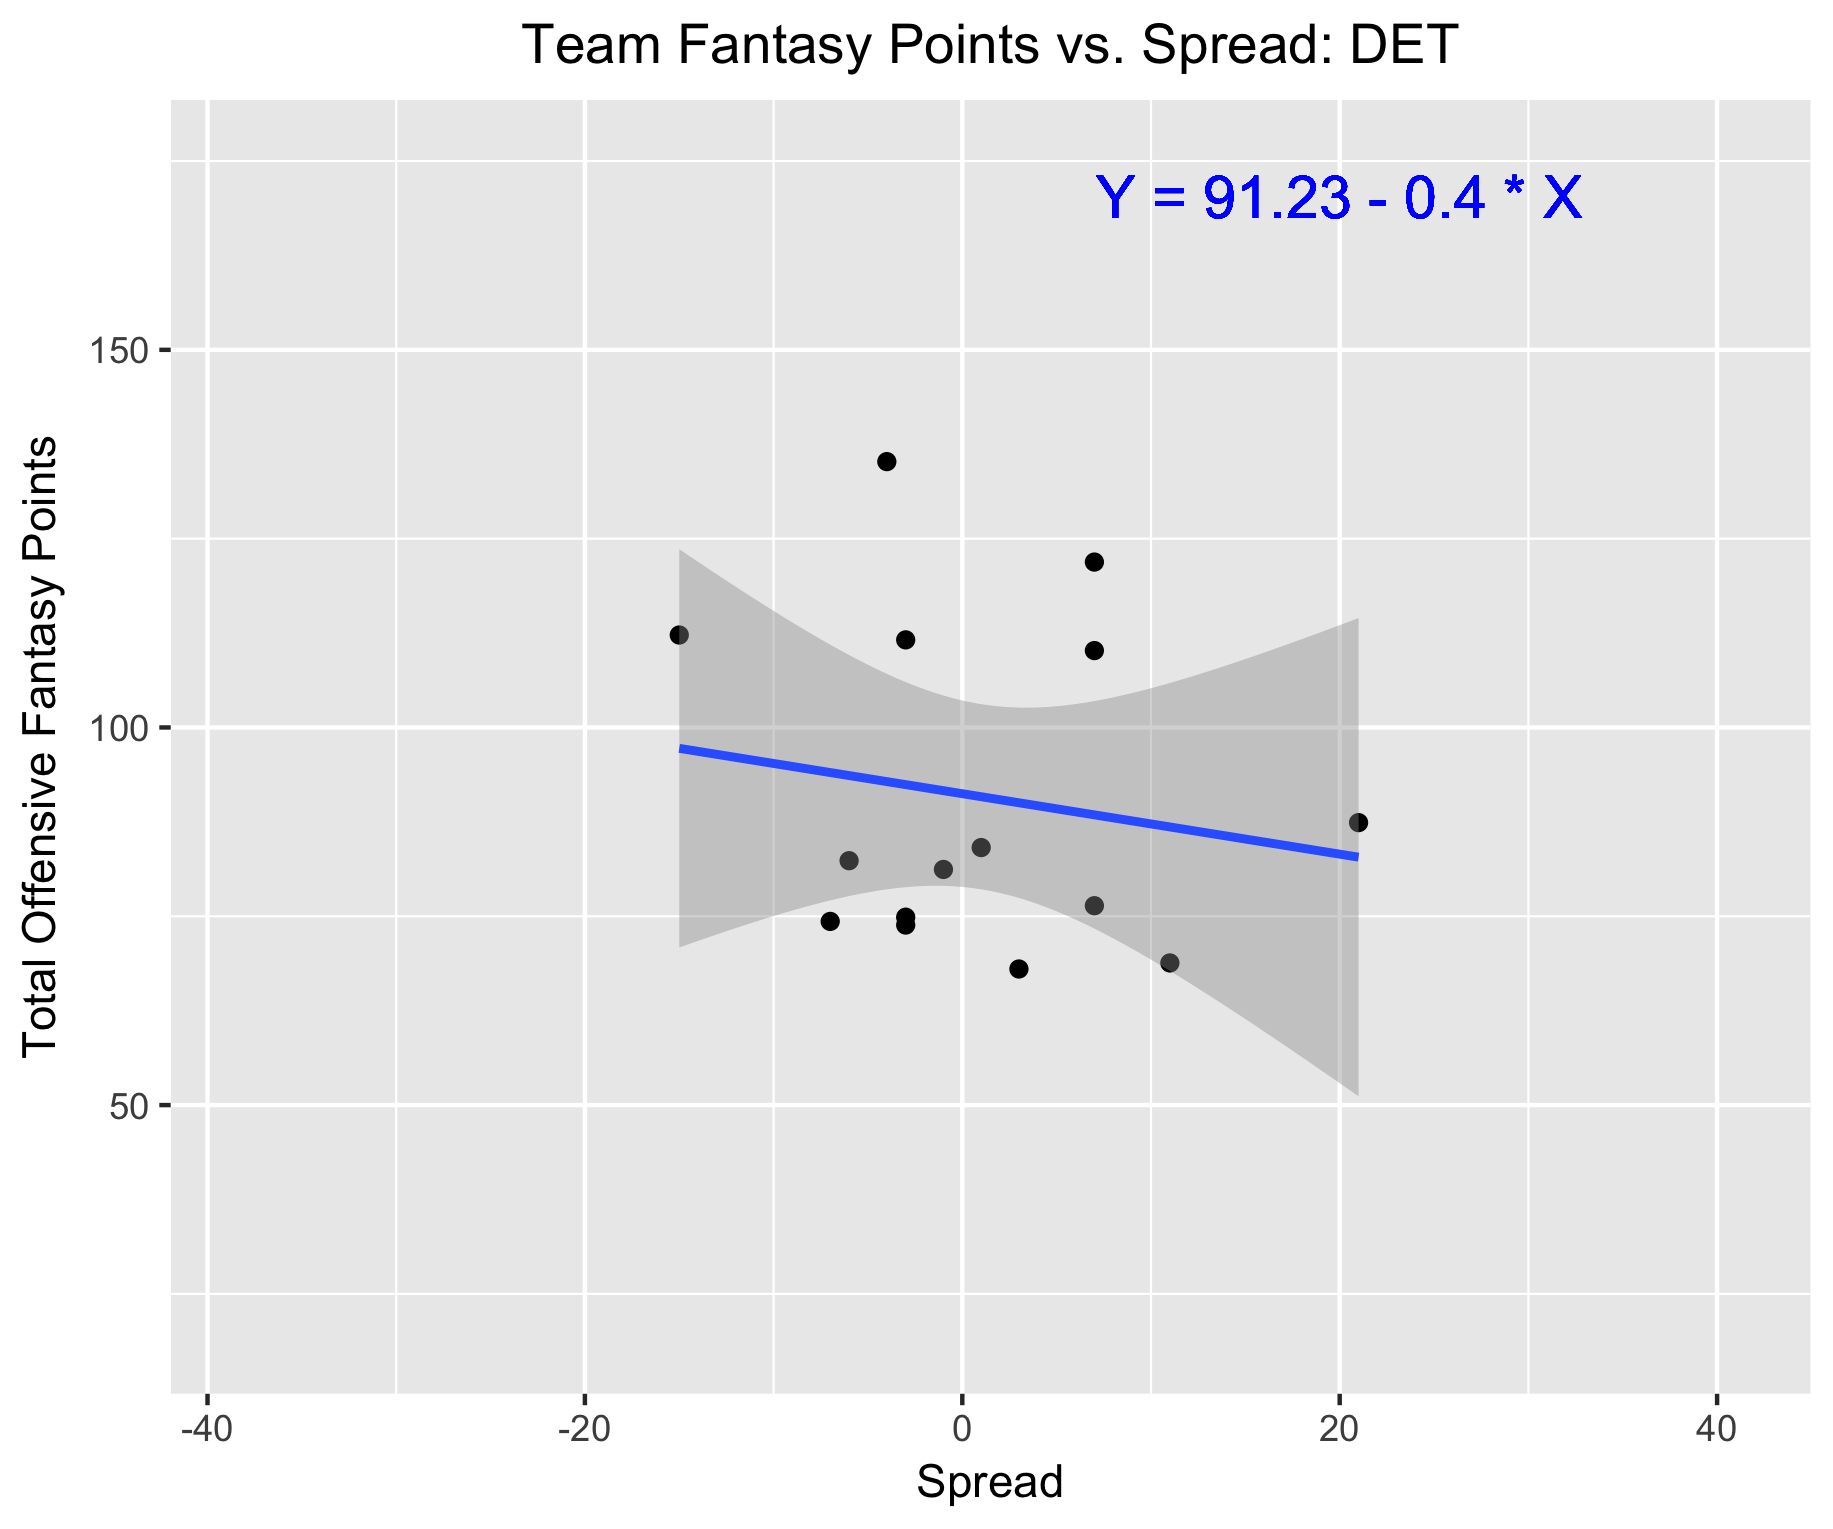 Team Fantasy Points vs. Spread: DET
Y = 91.23 - 0.4 * X
Total Offensive Fantasy Points
150
100
50
-40
-20
0
20
40
Spread